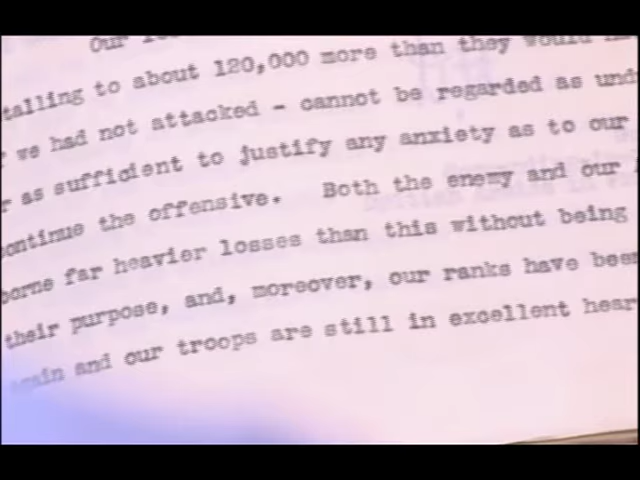 Our
talling to about 120,000 more than they would
we had not attacked - cannot be regarded as und
r as sufficient to justify any anxiety as to our
continue the offensive. Both the enemy and our
borne far heavier losses than this without being
their purpose, and, moreover, our ranks have been
again and our troops are still in excellent hear